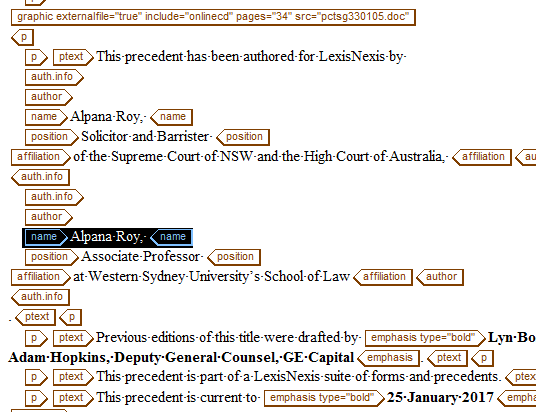 graphic externalfile="true" include="onlinecd" pages="34" src="pctsg330105.doc"
p
p ptext This precedent has been authored for LexisNexis by
auth.info
author
name Alpana Roy, name
position Solicitor and Barrister position
affiliation of the Supreme Court of NSW and the High Court of Australia, affiliation au
auth.info
auth.info
author
name Alpana Roy, name
position Associate Professor position
affiliation at Western Sydney University's School of Law affiliation author
auth.info
. ptext p
p ptext Previous editions of this title were drafted by emphasis type="bold" Lyn Bo
Adam Hopkins, Deputy General Counsel, GE Capital emphasis . ptext p
p ptext This precedent is part of a LexisNexis suite of forms and precedents. ptex
p ptext This precedent is current to emphasis type="bold" 25 January 2017 empha